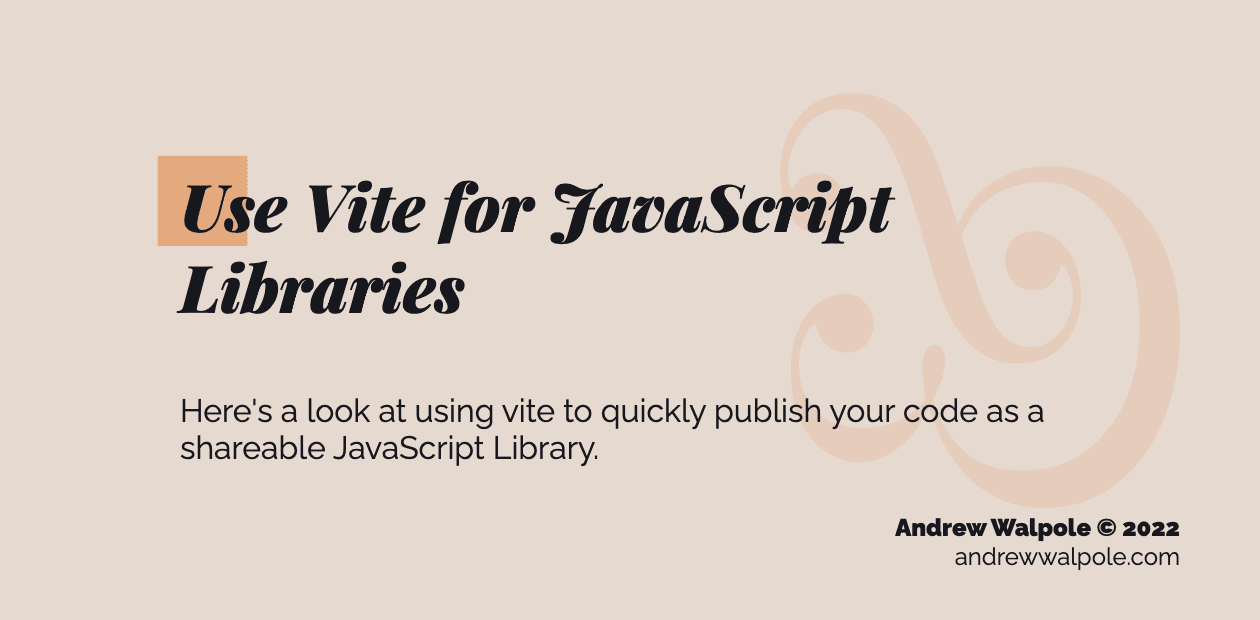 Use Vite for JavaScript
Libraries
Here's a look at using vite to quickly publish your code as a
shareable JavaScript Library.
Andrew Walpole © 2022
andrewwalpole.com